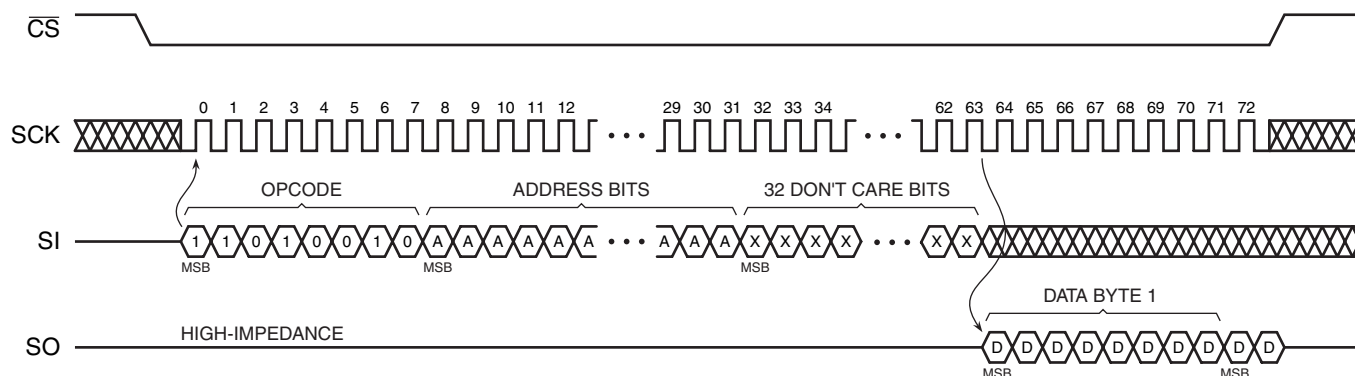 CS
0 1 2 3 4 5 6 7 8 9 10 11 12 29 30 31 32 33 34 62 63 64 65 66 67 68 69 70 71 72
SCK
OPCODE ADDRESS BITS 32 DON'T CARE BITS
SI 1 1 0 1 0 0 1 0 A A A A A A A A A X X X X X X
MSB MSB MSB
DATA BYTE 1
HIGH-IMPEDANCE
SO D D D D D D D D D D
MSB MSB